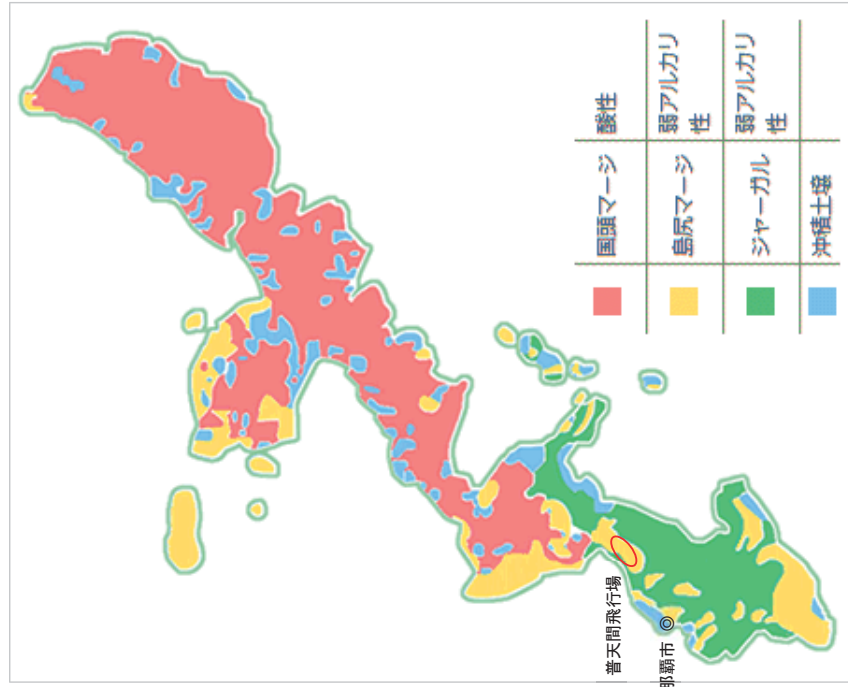 国頭マージ
酸性
島尻マージ
弱アルカリ
性
ジャーガル
弱アルカリ
性
沖積土壌
普天間飛行場
那覇市